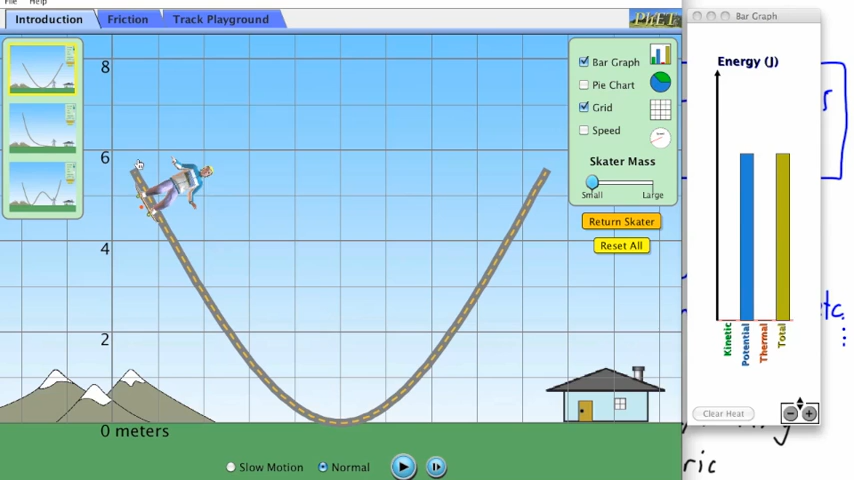 File Help
Introduction Friction Track Playground PhET
8
6
4
2
0 meters
Bar Graph
Pie Chart
Grid
Speed
Skater Mass
Small Large
Return Skater
Reset All
Slow Motion Normal
Bar Graph
Energy (J)
Kinetic
Potential
Thermal
Total
Clear Heat
etc
ric